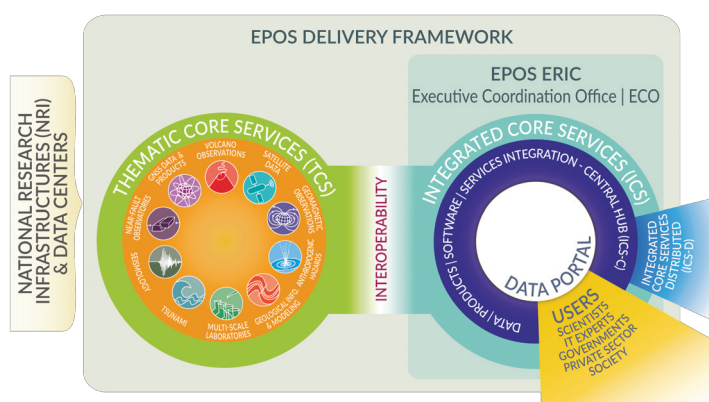 EPOS DELIVERY FRAMEWORK
EPOS ERIC
Executive Coordination Office | ECO
NATIONAL RESEARCH
INFRASTRUCTURES (NRI)
& DATA CENTERS
THEMATIC CORE SERVICES (TCS)
VOLCANO
OBSERVATIONS
SATELLITE
DATA
GEOMAGNETIC
OBSERVATIONS
ANTHROPOGENIC
HAZARDS
GEOLOGICAL INFO.
& MODELING
MULTI-SCALE
LABORATORIES
TSUNAMI
SEISMOLOGY
NEAR-FAULT
OBSERVATORIES
GNSS DATA &
PRODUCTS
INTEROPERABILITY
INTEGRATED CORE SERVICES (ICS)
DATA | PRODUCTS | SOFTWARE | SERVICES INTEGRATION - CENTRAL HUB (ICS-C)
DATA PORTAL
INTEGRATED
CORE SERVICES
DISTRIBUTED
(ICS-D)
USERS
SCIENTISTS
IT EXPERTS
GOVERNMENTS
PRIVATE SECTOR
SOCIETY